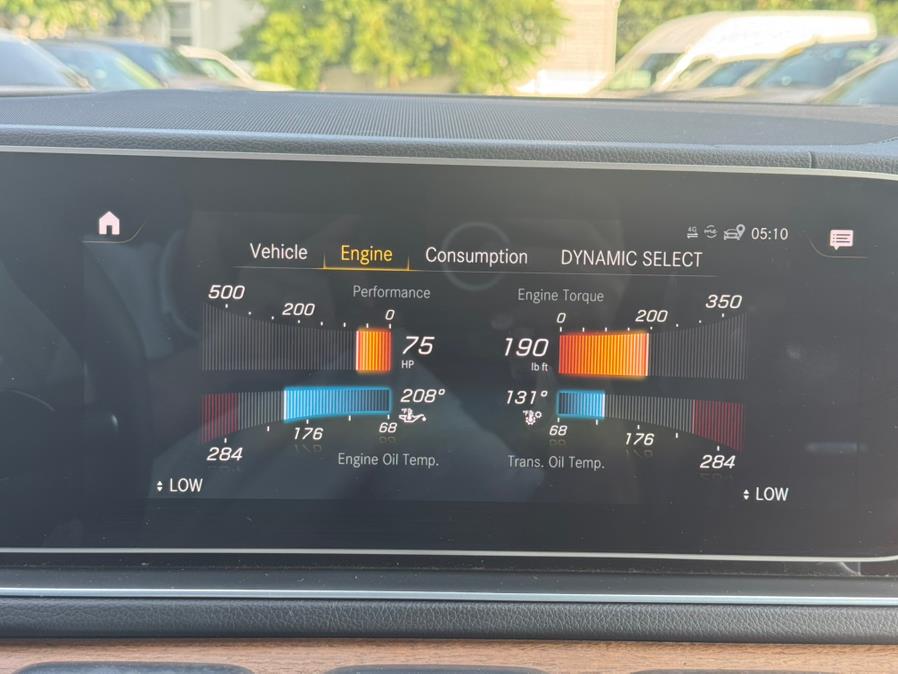 4G 05:10
Vehicle Engine Consumption DYNAMIC SELECT
Performance Engine Torque
500 200 0 0 200 350
75 190
HP lb ft
208° 131°
284 176 68 68 176 284
Engine Oil Temp. Trans. Oil Temp.
LOW LOW